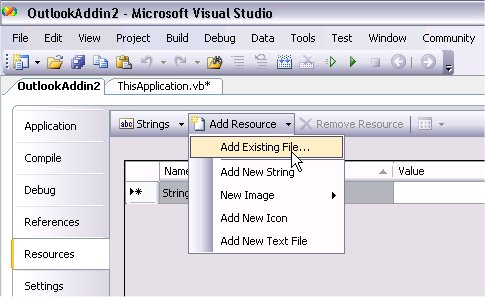 OutlookAddin2 - Microsoft Visual Studio
File Edit View Project Build Debug Data Tools Test Window Community
OutlookAddin2 ThisApplication.vb*
Application
Compile
Debug
References
Resources
Settings
abc Strings Add Resource Remove Resource
Add Existing File...
Add New String
New Image
Add New Icon
Add New Text File
Name Value
String